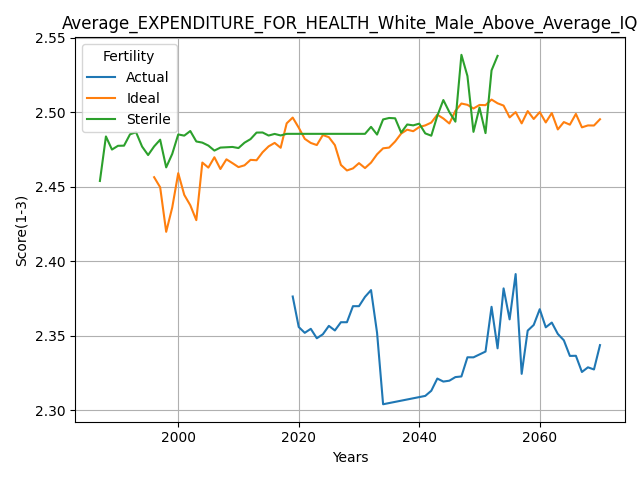 Average_EXPENDITURE_FOR_HEALTH_White_Male_Above_Average_IQ
Fertility
Actual
Ideal
Sterile
Score(1-3)
2.55
2.50
2.45
2.40
2.35
2.30
2000 2020 2040 2060
Years